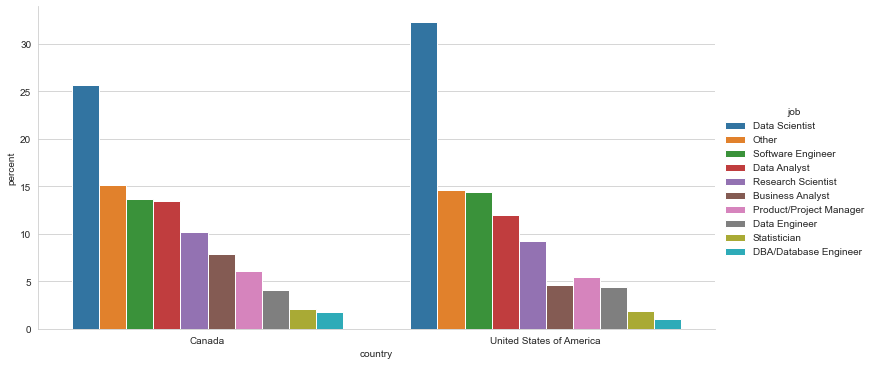 percent
30
25
20
15
10
5
0
Canada
United States of America
country
job
Data Scientist
Other
Software Engineer
Data Analyst
Research Scientist
Business Analyst
Product/Project Manager
Data Engineer
Statistician
DBA/Database Engineer